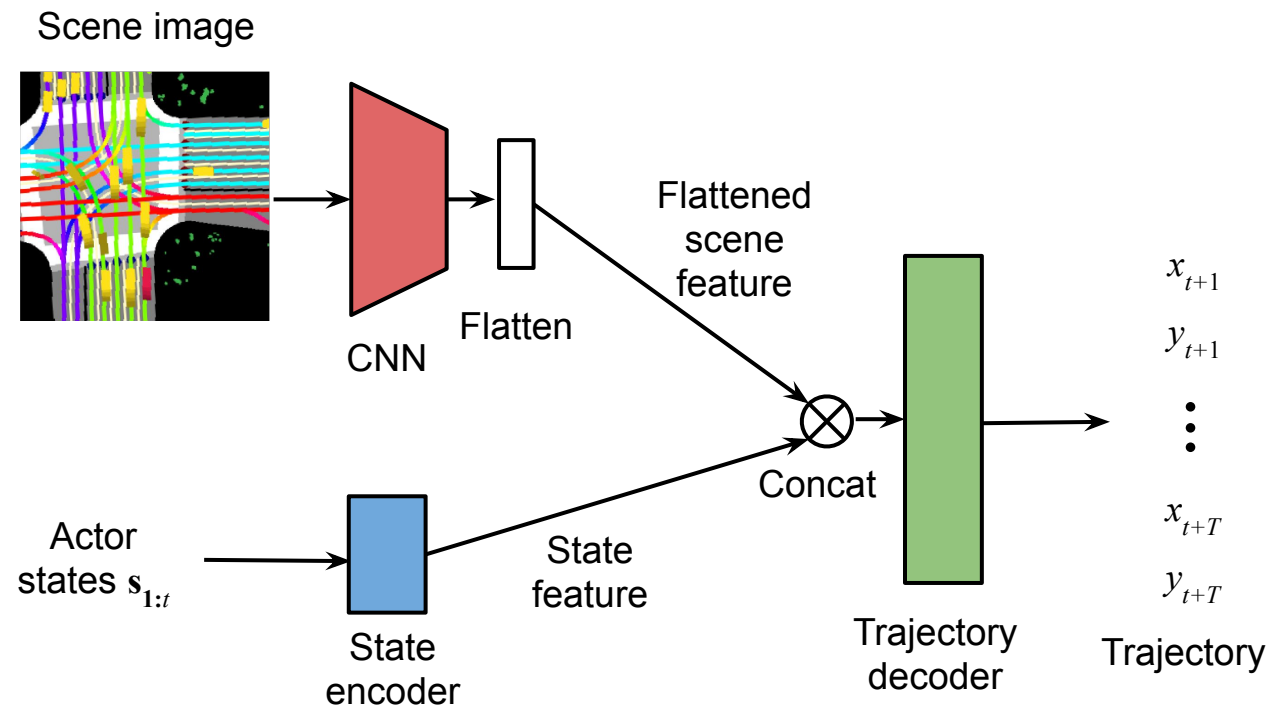 Scene image
CNN
Flatten
Flattened
scene
feature
Actor
states s1:t
State
encoder
State
feature
Concat
Trajectory
decoder
xt+1
yt+1
⋮
xt+T
yt+T
Trajectory